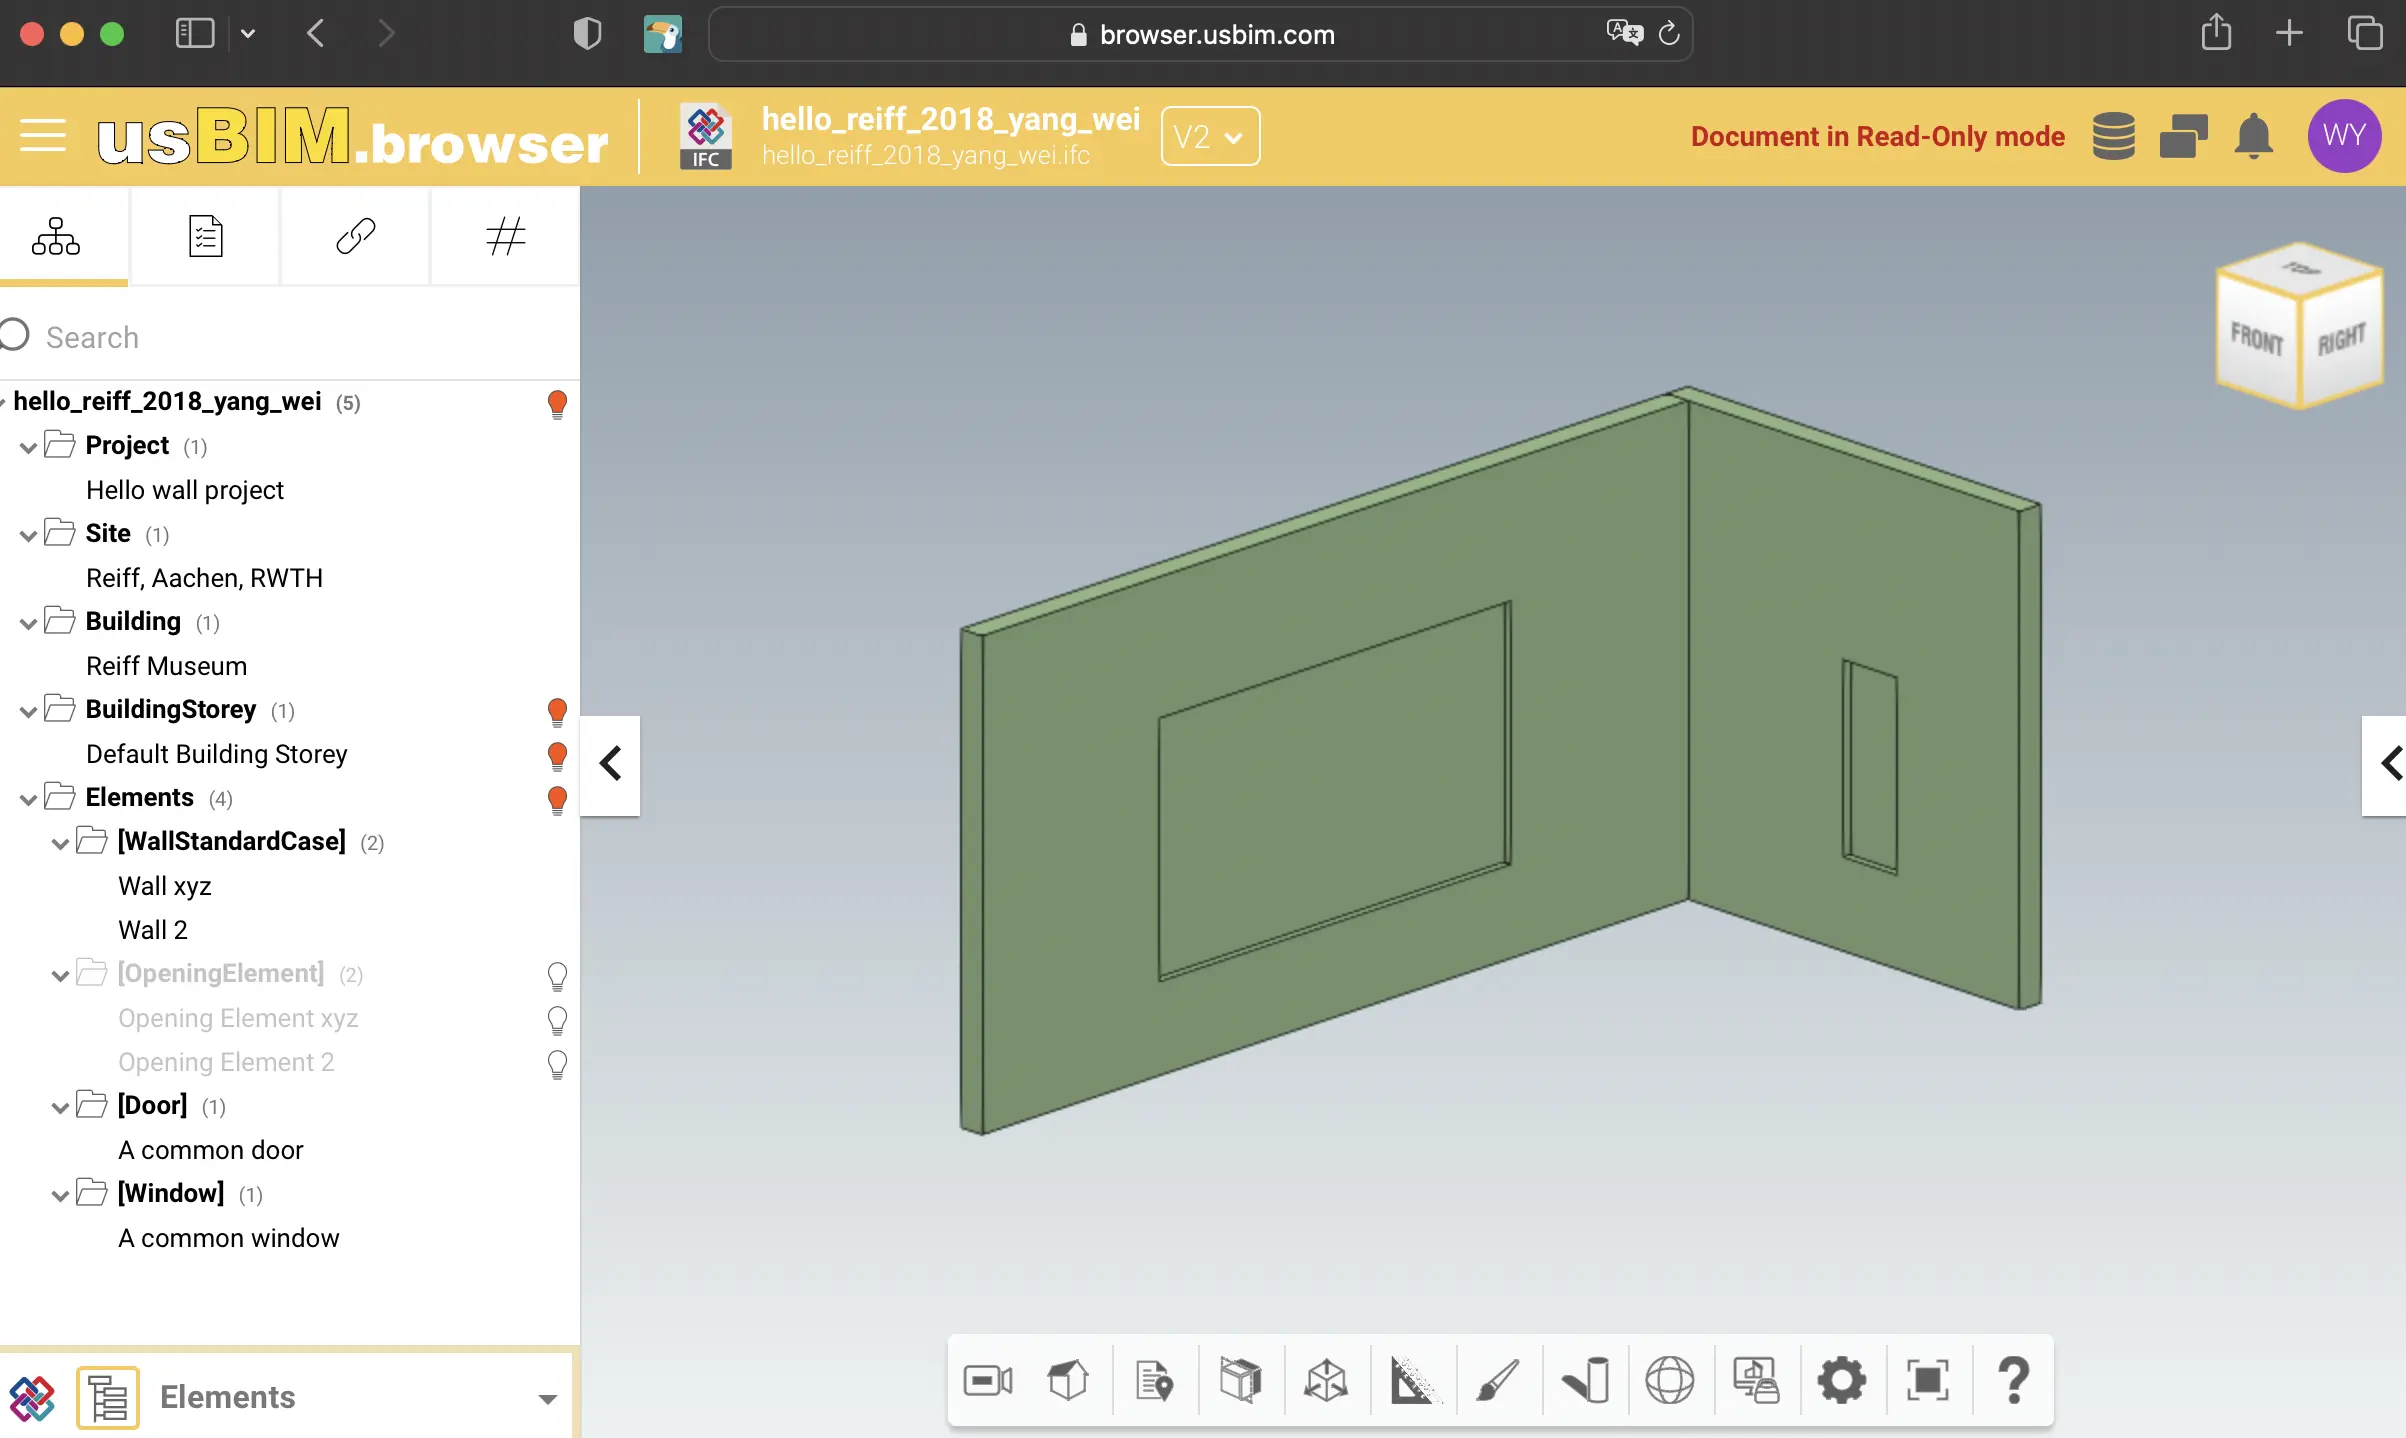 browser.usbim.com
usBIM.browser
IFC
hello_reiff_2018_yang_wei
hello_reiff_2018_yang_wei.ifc
V2
Document in Read-Only mode
WY
Search
hello_reiff_2018_yang_wei (5)
Project (1)
Hello wall project
Site (1)
Reiff, Aachen, RWTH
Building (1)
Reiff Museum
BuildingStorey (1)
Default Building Storey
Elements (4)
[WallStandardCase] (2)
Wall xyz
Wall 2
[OpeningElement] (2)
Opening Element xyz
Opening Element 2
[Door] (1)
A common door
[Window] (1)
A common window
Elements
TOP
FRONT
RIGHT
?